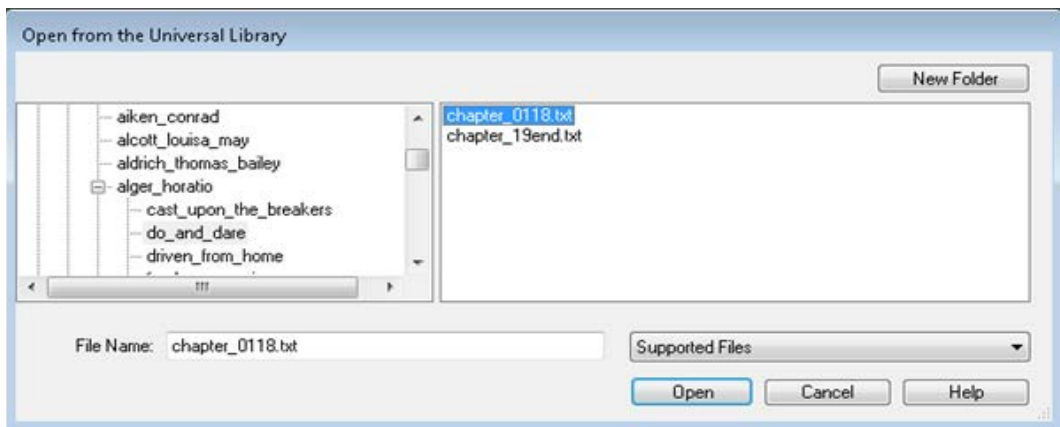 Open from the Universal Library
New Folder
aiken_conrad
alcott_louisa_may
aldrich_thomas_bailey
alger_horatio
cast_upon_the_breakers
do_and_dare
driven_from_home
chapter_0118.txt
chapter_19end.txt
File Name: chapter_0118.txt
Supported Files
Open Cancel Help